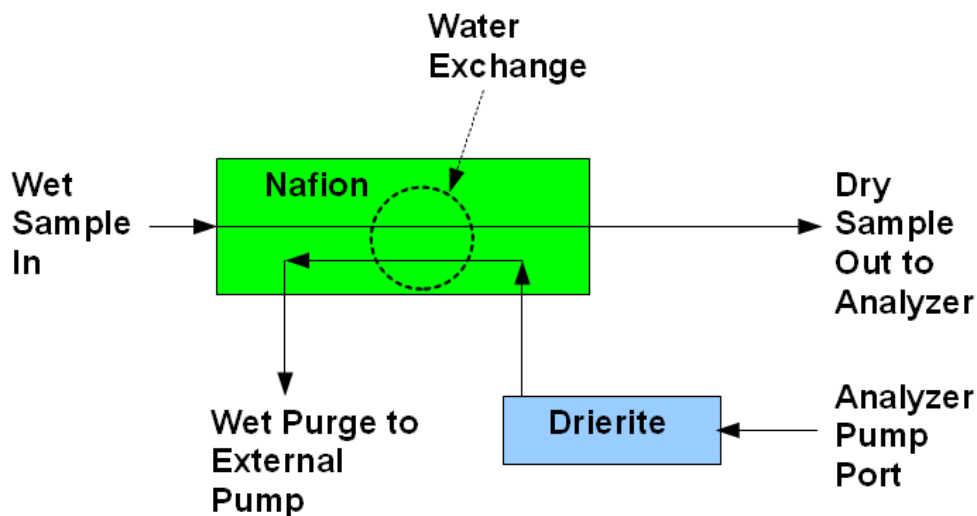 Water
Exchange
Wet
Sample
In
Nafion
Dry
Sample
Out to
Analyzer
Wet Purge to
External
Pump
Drierite
Analyzer
Pump
Port